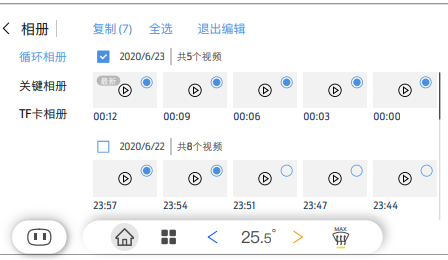 相册 复制(7) 全选 退出编辑
循环相册
关键相册
TF卡相册
2020/6/23 共5个视频
最新
00:12 00:09 00:06 00:03 00:00
2020/6/22 共8个视频
23:57 23:54 23:51 23:47 23:44
25.5° MAX